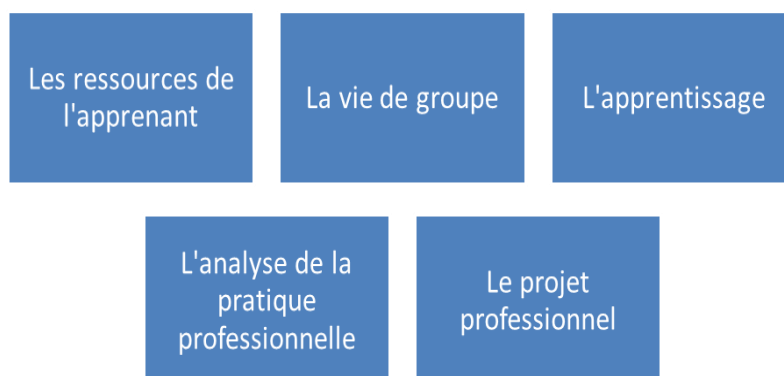 Les ressources de
l'apprenant
La vie de groupe
L'apprentissage
L'analyse de la
pratique
professionnelle
Le projet
professionnel